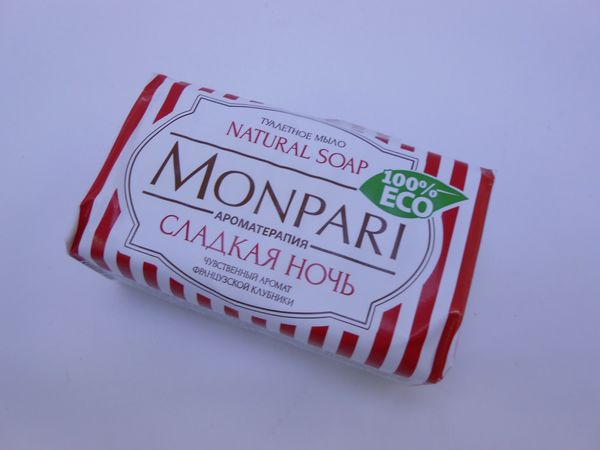 ТУАЛЕТНОЕ МЫЛО
NATURAL SOAP
100%
ECO
MONPARI
АРОМАТЕРАПИЯ
СЛАДКАЯ НОЧЬ
ЧУВСТВЕННЫЙ АРОМАТ
ФРАНЦУЗСКОЙ КЛУБНИКИ